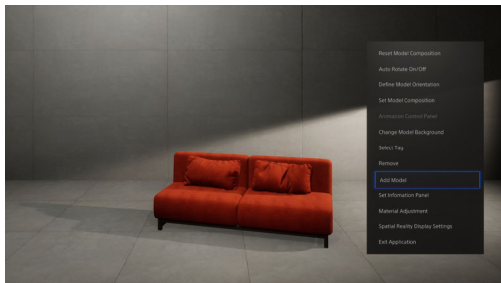 Reset Model Composition
Auto Rotate On/Off
Define Model Orientation
Set Model Composition
Animation Control Panel
Change Model Background
Select Tag
Remove
Add Model
Set Infomation Panel
Material Adjustment
Spatial Reality Display Settings
Exit Application